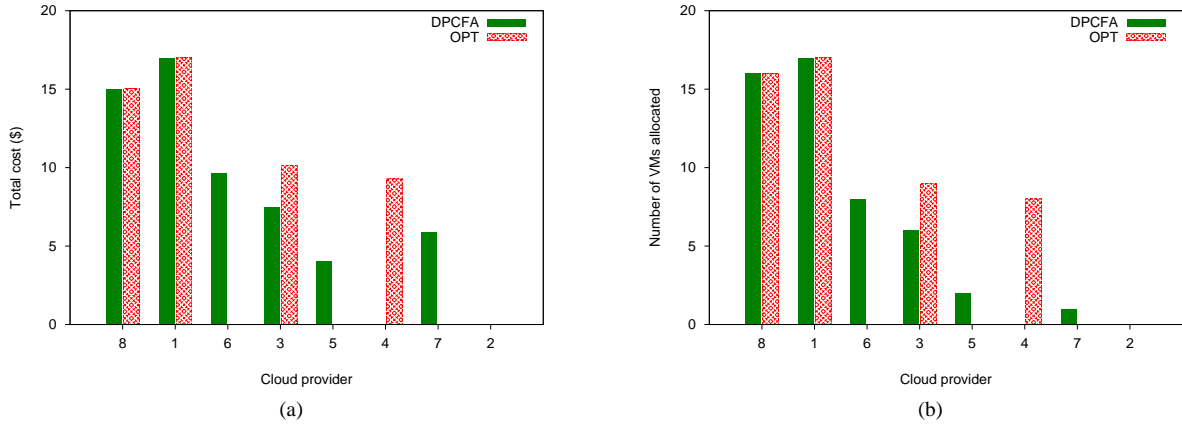 20
15
10
5
0
Total cost ($)
DPCFA
OPT
8 1 6 3 5 4 7 2
Cloud provider
(a)
20
15
10
5
0
Number of VMs allocated
DPCFA
OPT
8 1 6 3 5 4 7 2
Cloud provider
(b)